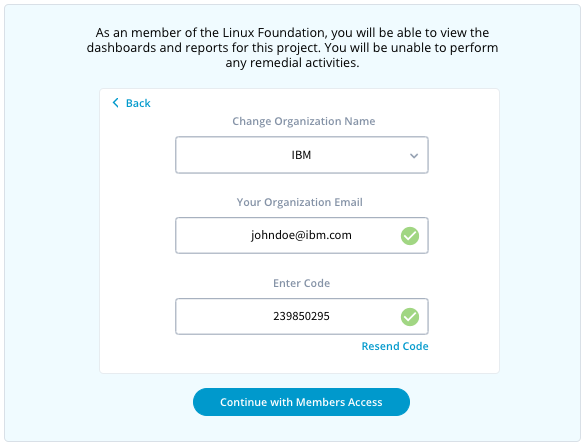 As an member of the Linux Foundation, you will be able to view the
dashboards and reports for this project. You will be unable to perform
any remedial activities.
Back
Change Organization Name
IBM
Your Organization Email
johndoe@ibm.com
Enter Code
239850295
Resend Code
Continue with Members Access